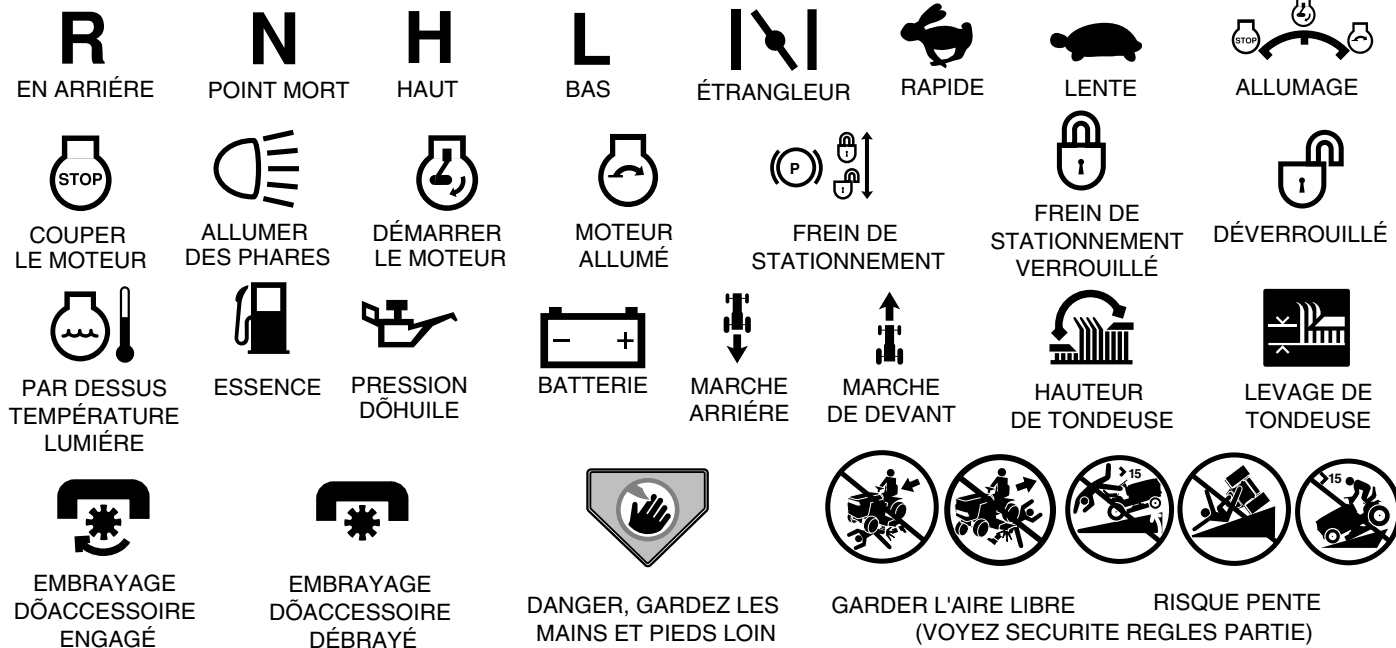 R N H L
STOP
EN ARRIÉRE POINT MORT HAUT BAS ÉTRANGLEUR RAPIDE LENTE ALLUMAGE
STOP P
COUPER
LE MOTEUR
ALLUMER
DES PHARES
DÉMARRER
LE MOTEUR
MOTEUR
ALLUMÉ
FREIN DE
STATIONNEMENT
FREIN DE
STATIONNEMENT
VERROUILLÉ
DÉVERROUILLÉ
− +
PAR DESSUS
TEMPÉRATURE
LUMIÉRE
ESSENCE
PRESSION
DÕHUILE
BATTERIE
MARCHE
ARRIÉRE
MARCHE
DE DEVANT
HAUTEUR
DE TONDEUSE
LEVAGE DE
TONDEUSE
>15 >15
EMBRAYAGE
DÕACCESSOIRE
ENGAGÉ
EMBRAYAGE
DÕACCESSOIRE
DÉBRAYÉ
DANGER, GARDEZ LES
MAINS ET PIEDS LOIN
GARDER L'AIRE LIBRE RISQUE PENTE
(VOYEZ SECURITE REGLES PARTIE)